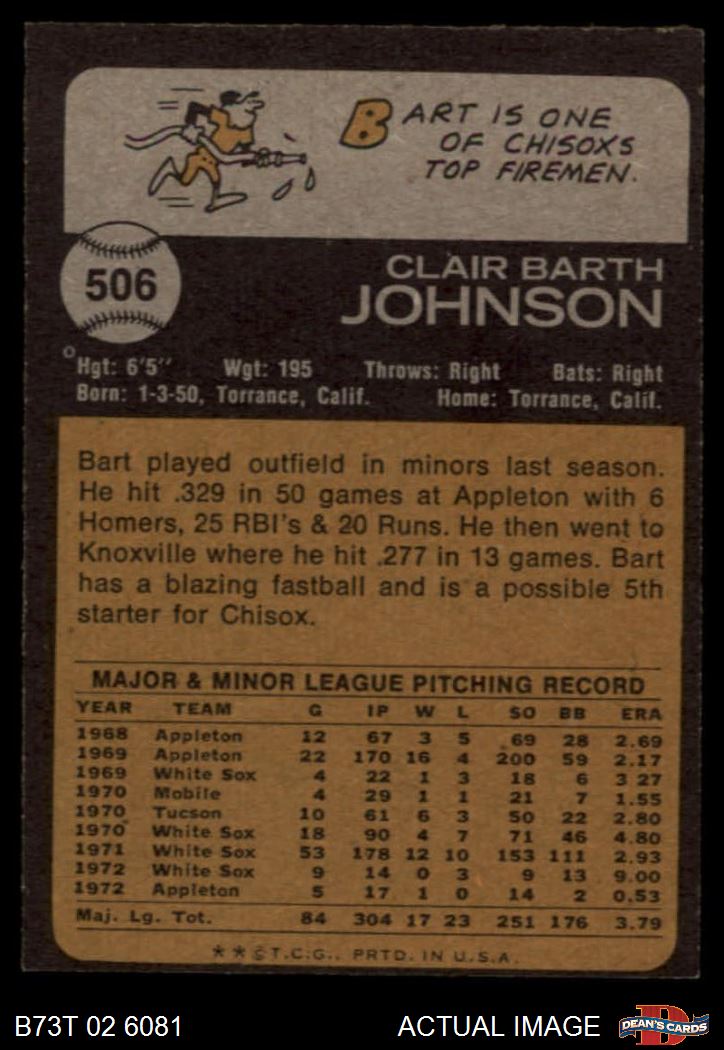 BART IS ONE
OF CHISOXS
TOP FIREMEN.
506
CLAIR BARTH
JOHNSON
Hgt: 6'5" Wgt: 195 Throws: Right Bats: Right
Born: 1-3-50, Torrance, Calif. Home: Torrance, Calif.
Bart played outfield in minors last season.
He hit .329 in 50 games at Appleton with 6
Homers, 25 RBI's & 20 Runs. He then went to
Knoxville where he hit .277 in 13 games. Bart
has a blazing fastball and is a possible 5th
starter for Chisox.
MAJOR & MINOR LEAGUE PITCHING RECORD
YEAR TEAM G IP W L SO BB ERA
1968 Appleton 12 67 3 5 69 28 2.69
1969 Appleton 22 170 16 4 200 59 2.17
1969 White Sox 4 22 1 3 18 6 3 27
1970 Mobile 4 29 1 1 21 7 1.55
1970 Tucson 10 61 6 3 50 22 2.80
1970 White Sox 18 90 4 7 71 46 4.80
1971 White Sox 53 178 12 10 153 111 2.93
1972 White Sox 9 14 0 3 9 13 9.00
1972 Appleton 5 17 1 0 14 2 0.53
Maj. Lg. Tot. 84 304 17 23 251 176 3.79
**©T.C.G., PRTD. IN U.S.A.
B73T 02 6081 ACTUAL IMAGE DEAN'S CARDS